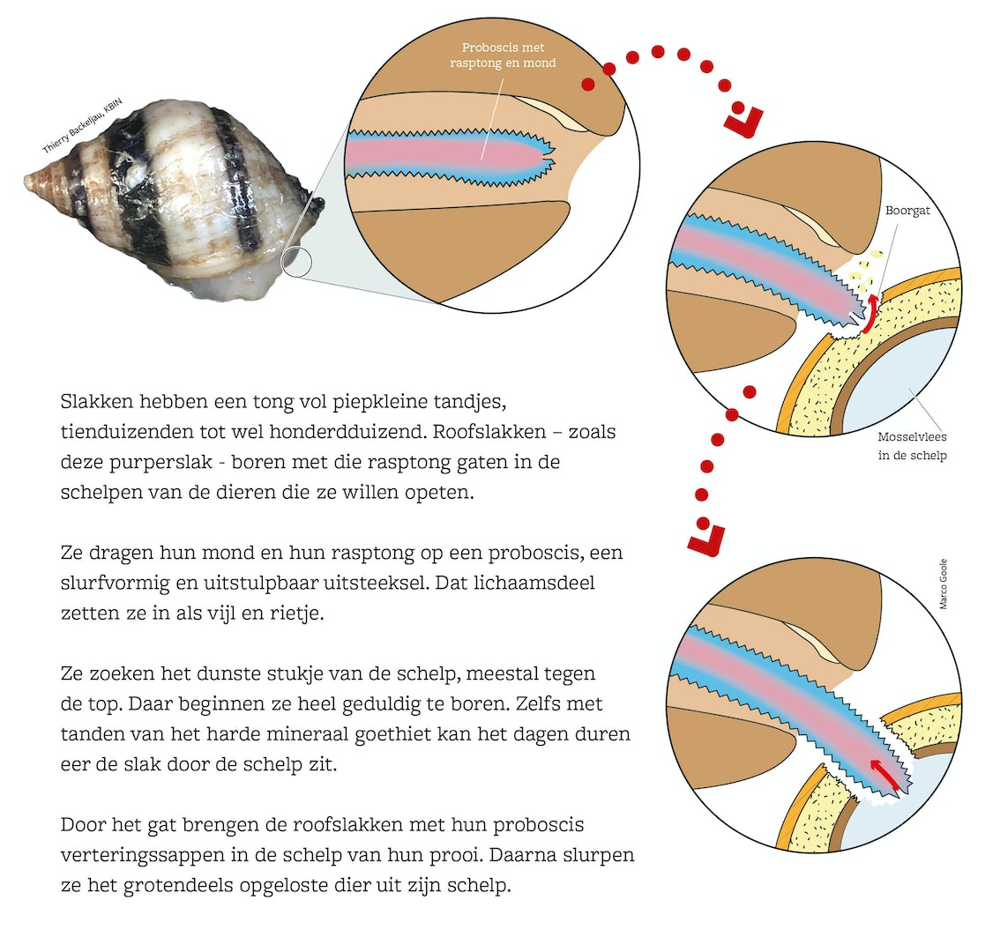 Thierry Backeljau, KBIN
Proboscis met
rasptong en mond
Boorgat
Mosselvlees
in de schelp
Marco Goole
Slakken hebben een tong vol piepkleine tandjes,
tienduizenden tot wel honderdduizend. Roofslakken – zoals
deze purperslak - boren met die rasptong gaten in de
schelpen van de dieren die ze willen opeten.
Ze dragen hun mond en hun rasptong op een proboscis, een
slurfvormig en uitstulpbaar uitsteeksel. Dat lichaamsdeel
zetten ze in als vijl en rietje.
Ze zoeken het dunste stukje van de schelp, meestal tegen
de top. Daar beginnen ze heel geduldig te boren. Zelfs met
tanden van het harde mineraal goethiet kan het dagen duren
eer de slak door de schelp zit.
Door het gat brengen de roofslakken met hun proboscis
verteringssappen in de schelp van hun prooi. Daarna slurpen
ze het grotendeels opgeloste dier uit zijn schelp.